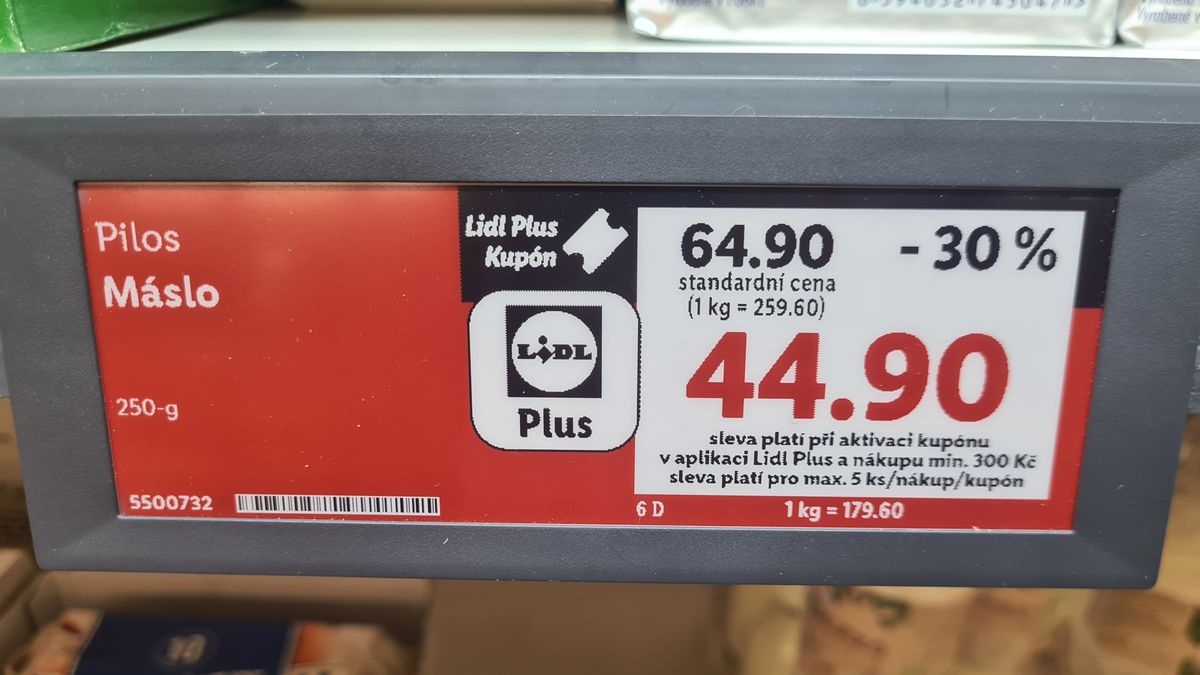 Pilos
Máslo
250-g
5500732
Lidl Plus
Kupón
LIDL
Plus
64.90
- 30 %
standardní cena
(1 kg = 259.60)
44.90
sleva platí při aktivaci kupónu
v aplikaci Lidl Plus a nákupu min. 300 Kč
sleva platí pro max. 5 ks/nákup/kupón
6 D
1 kg = 179.60